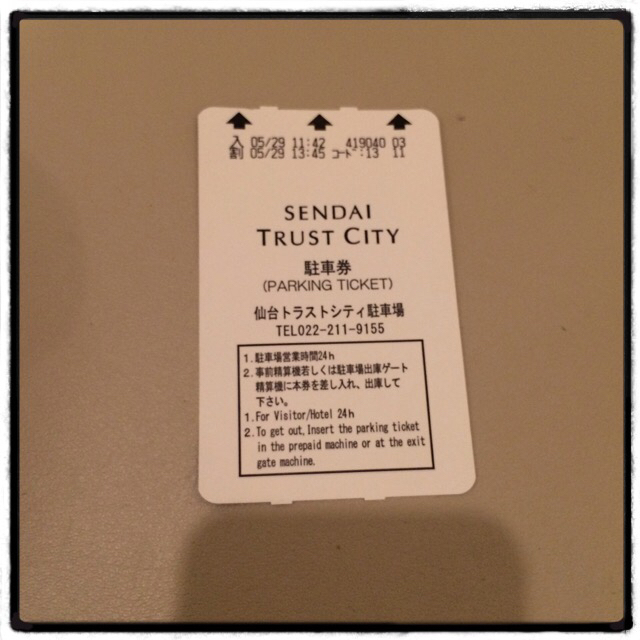 入 05/29 11:42 419040 03
割 05/29 13:45 コード:13 11
SENDAI
TRUST CITY
駐車券
(PARKING TICKET)
仙台トラストシティ駐車場
TEL022-211-9155
1.駐車場営業時間24h
2.事前精算機若しくは駐車場出庫ゲート
精算機に本券を差し入れ、出庫して
下さい。
1.For Visitor/Hotel 24h
2.To get out,Insert the parking ticket
in the prepaid machine or at the exit
gate machine.